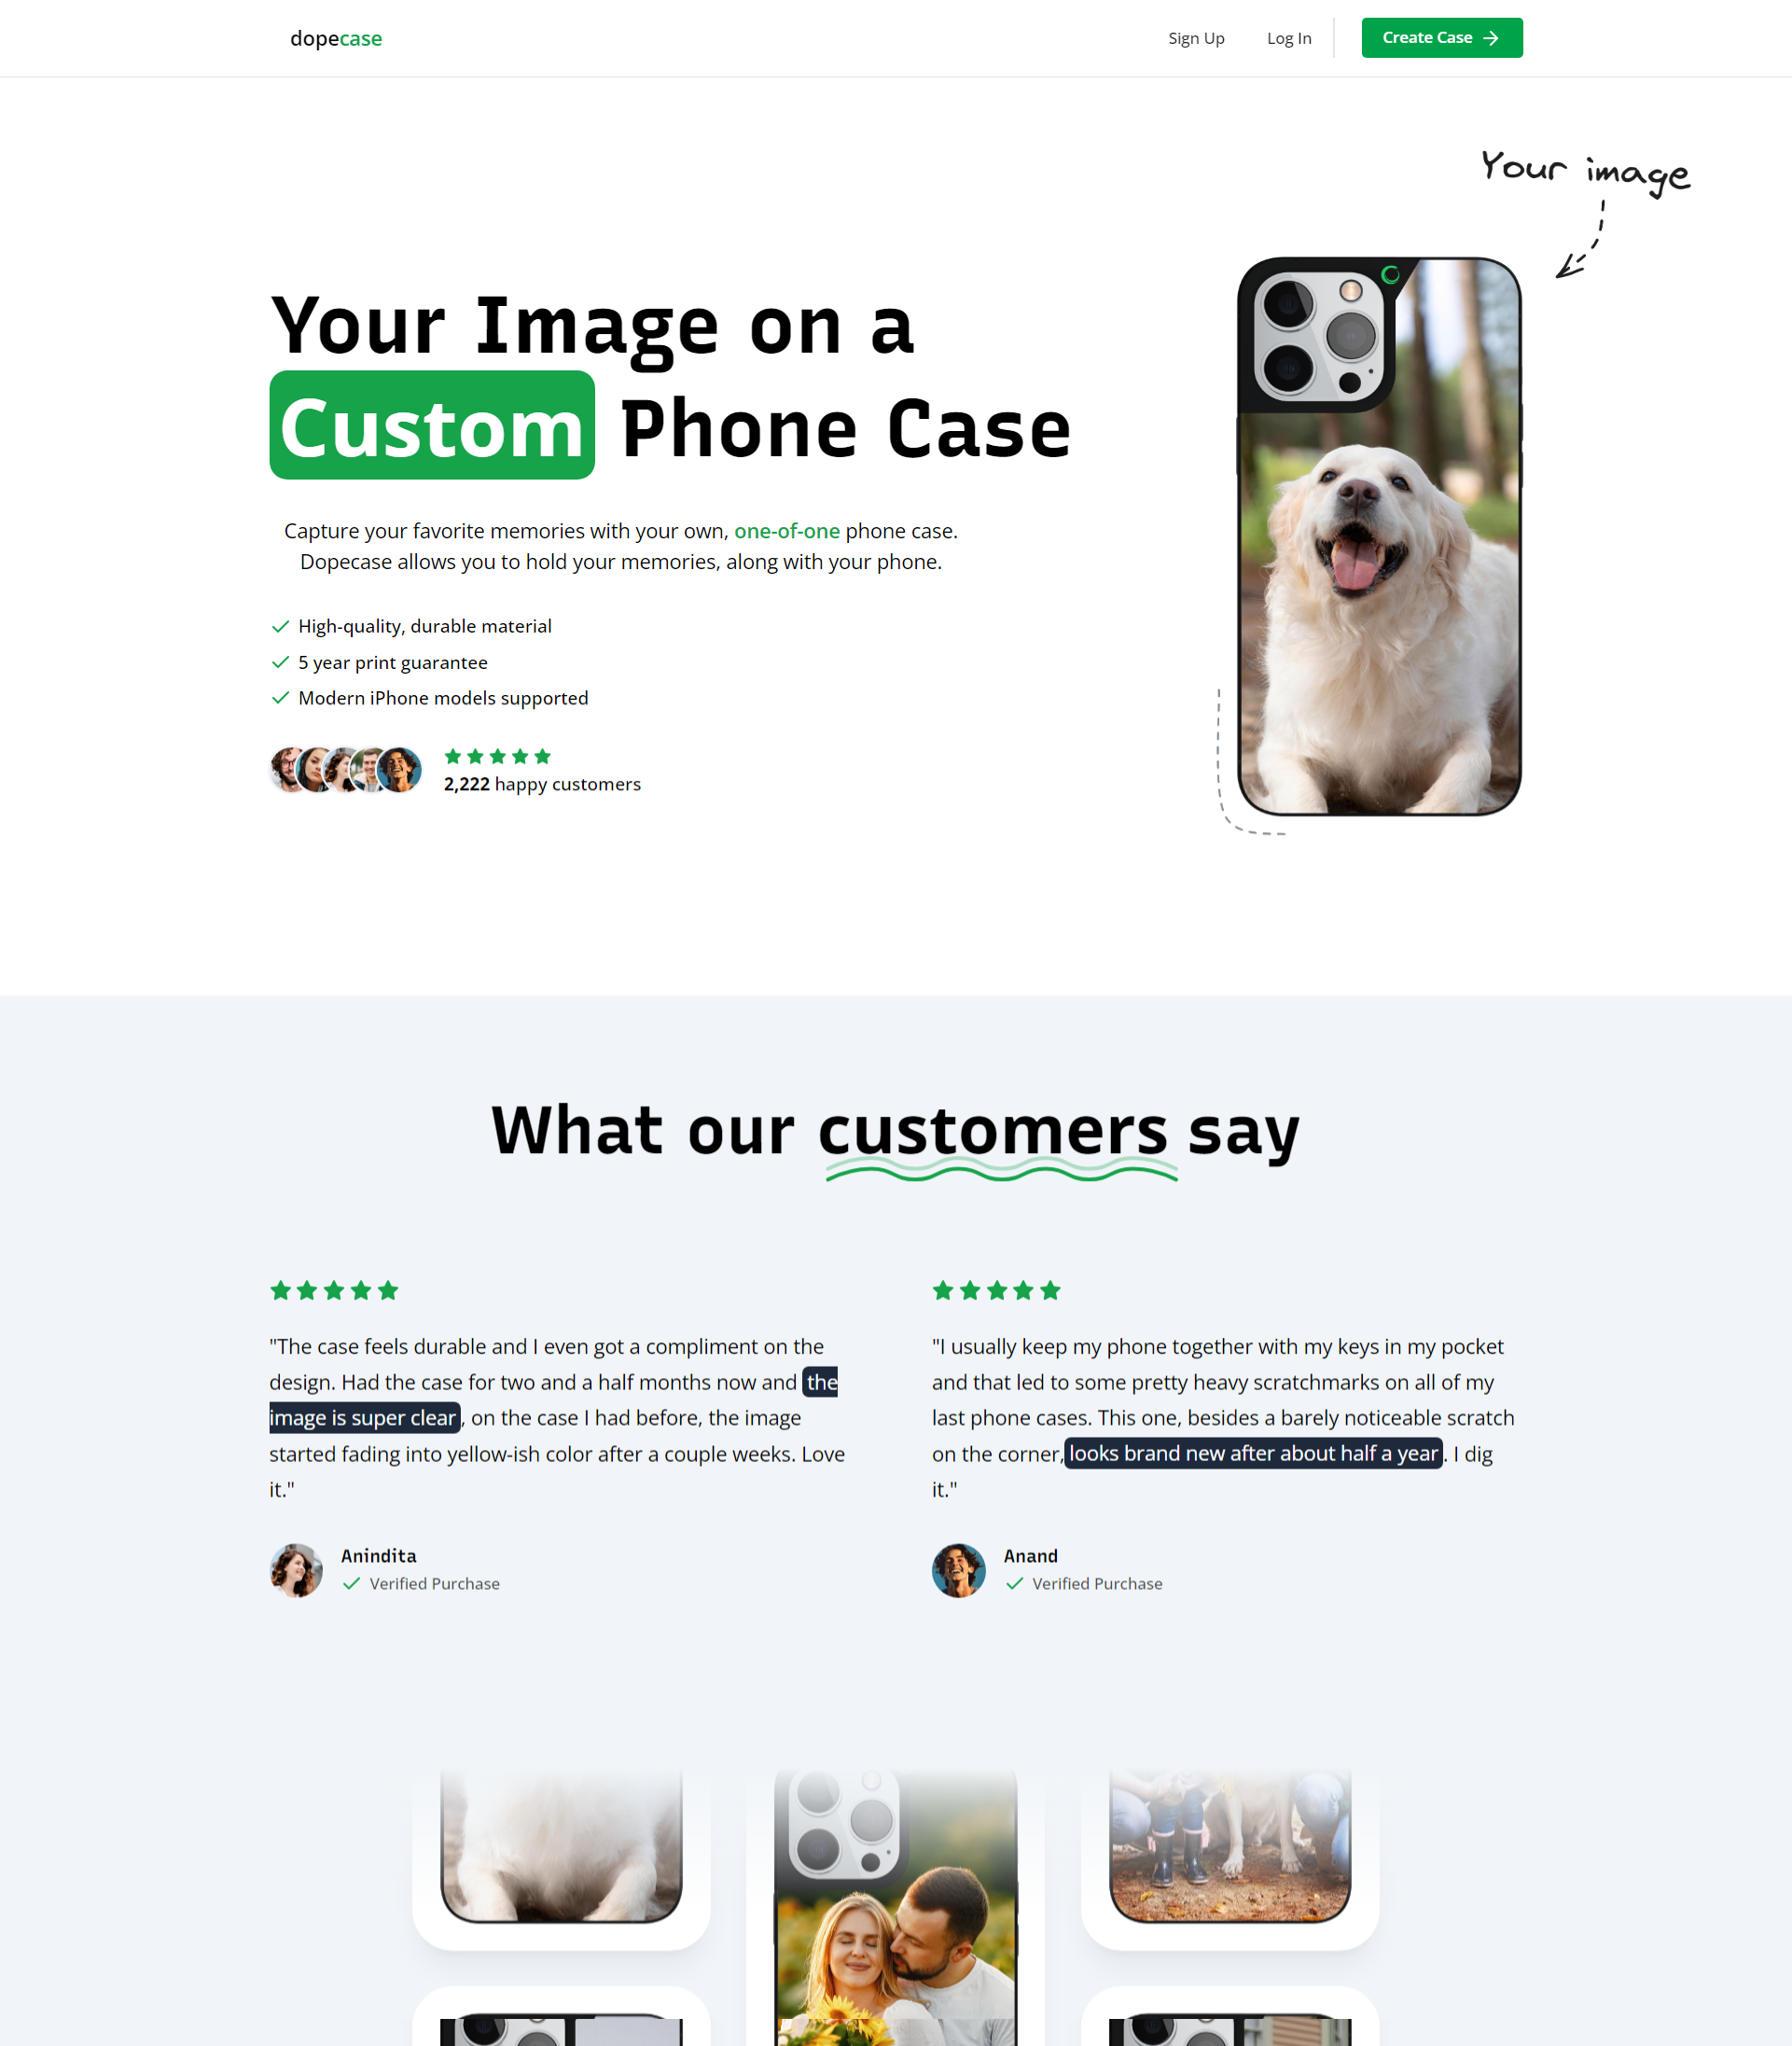 dopecase
Sign Up
Log In
Create Case
Your image
Your Image on a
Custom Phone Case
Capture your favorite memories with your own, one-of-one phone case.
Dopecase allows you to hold your memories, along with your phone.
High-quality, durable material
5 year print guarantee
Modern iPhone models supported
2,222 happy customers
What our customers say
"The case feels durable and I even got a compliment on the
design. Had the case for two and a half months now and the
image is super clear, on the case I had before, the image
started fading into yellow-ish color after a couple weeks. Love
it."
Anindita
Verified Purchase
"I usually keep my phone together with my keys in my pocket
and that led to some pretty heavy scratchmarks on all of my
last phone cases. This one, besides a barely noticeable scratch
on the corner, looks brand new after about half a year. I dig
it."
Anand
Verified Purchase